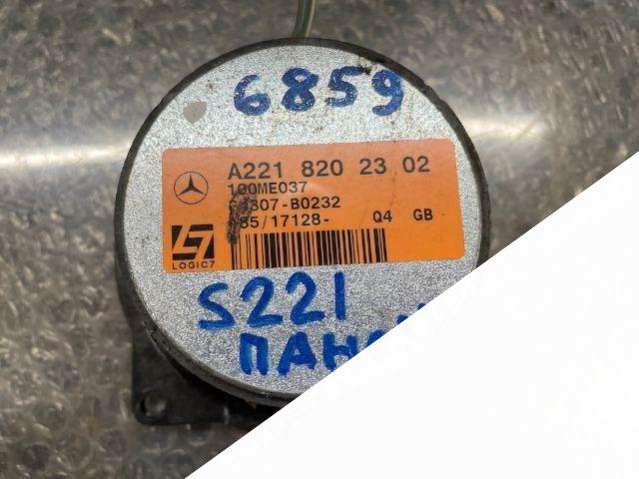 6859
A221 820 23 02
100ME037
85/17128- Q4 GB
LOGIC7
S221